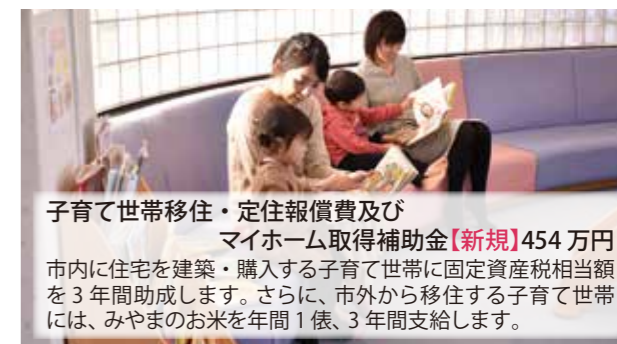 子育て世帯移住・定住報償費及び
マイホーム取得補助金【新規】454万円
市内に住宅を建築・購入する子育て世帯に固定資産税相当額
を3年間助成します。さらに、市外から移住する子育て世帯
には、みやまのお米を年間1俵、3年間支給します。